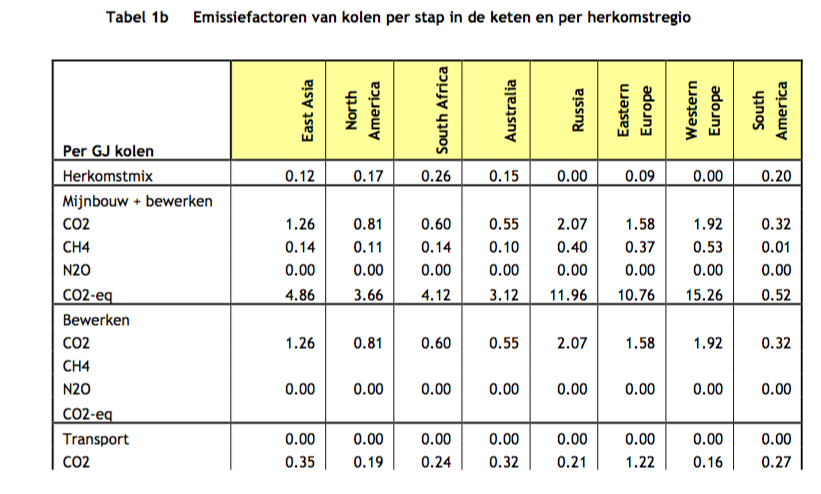 Tabel 1b Emissiefactoren van kolen per stap in de keten en per herkomstregio
Per GJ kolen East Asia North America South Africa Australia Russia Eastern Europe Western Europe South America
Herkomstmix 0.12 0.17 0.26 0.15 0.00 0.09 0.00 0.20
Mijnbouw + bewerken
CO2 1.26 0.81 0.60 0.55 2.07 1.58 1.92 0.32
CH4 0.14 0.11 0.14 0.10 0.40 0.37 0.53 0.01
N2O 0.00 0.00 0.00 0.00 0.00 0.00 0.00 0.00
CO2-eq 4.86 3.66 4.12 3.12 11.96 10.76 15.26 0.52
Bewerken
CO2 1.26 0.81 0.60 0.55 2.07 1.58 1.92 0.32
CH4
N2O 0.00 0.00 0.00 0.00 0.00 0.00 0.00 0.00
CO2-eq
Transport 0.00 0.00 0.00 0.00 0.00 0.00 0.00 0.00
CO2 0.35 0.19 0.24 0.32 0.21 1.22 0.16 0.27